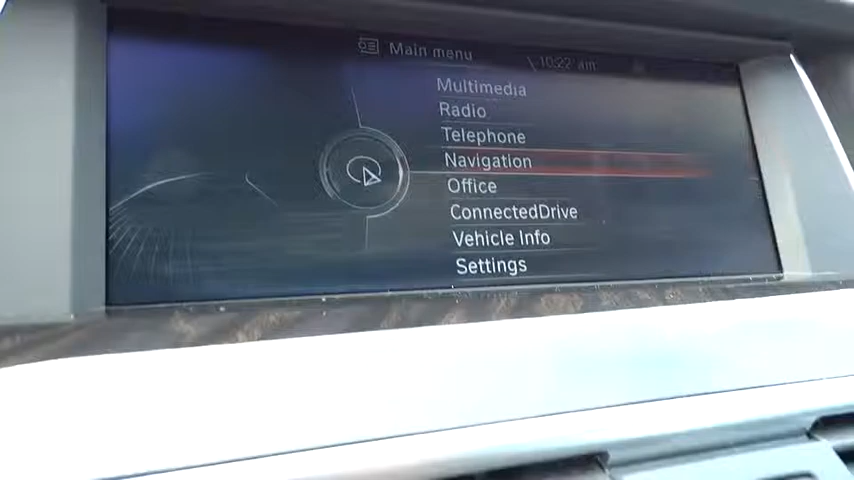 Main menu
10:22 am
Multimedia
Radio
Telephone
Navigation
Office
ConnectedDrive
Vehicle Info
Settings